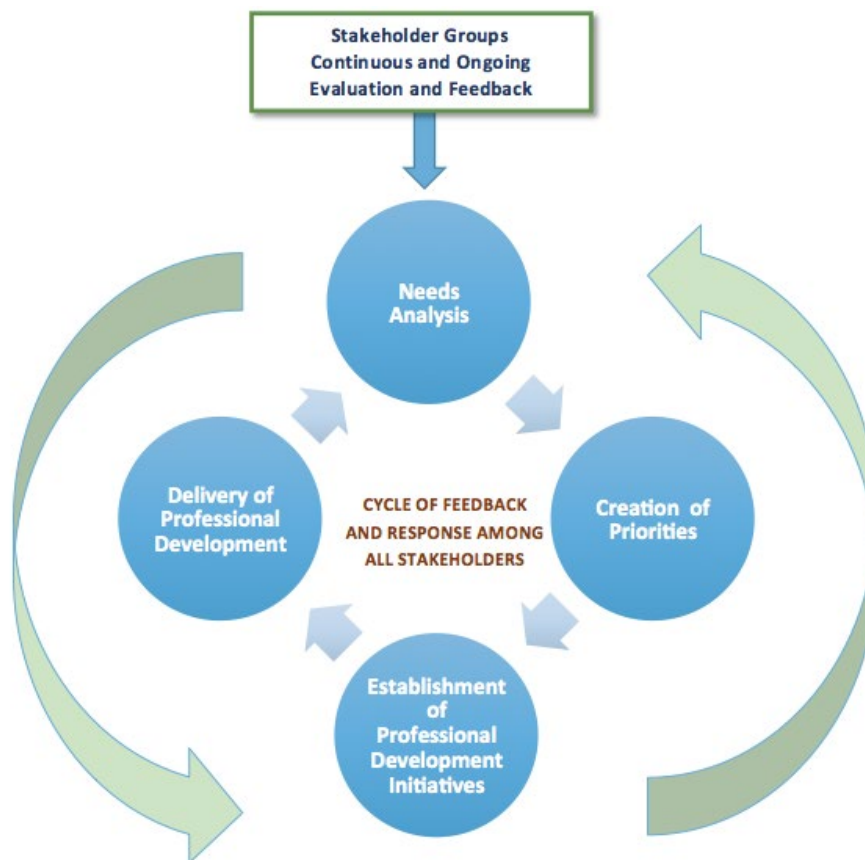 Stakeholder Groups
Continuous and Ongoing
Evaluation and Feedback
Needs
Analysis
Delivery of
Professional
Development
CYCLE OF FEEDBACK
AND RESPONSE AMONG
ALL STAKEHOLDERS
Creation of
Priorities
Establishment
of
Professional
Development
Initiatives